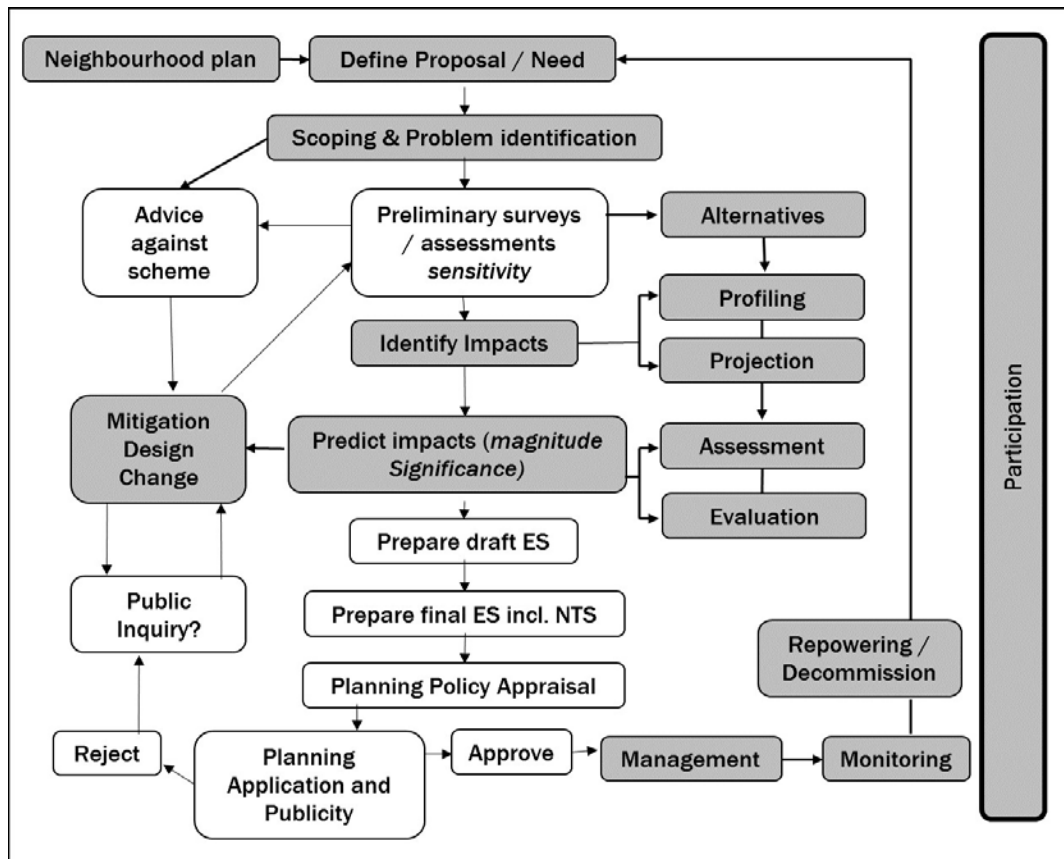 Neighbourhood plan
Define Proposal / Need
Scoping & Problem identification
Advice
against
scheme
Preliminary surveys
/ assessments
sensitivity
Alternatives
Profiling
Identify Impacts
Projection
Mitigation
Design
Change
Predict impacts (magnitude
Significance)
Assessment
Evaluation
Prepare draft ES
Public
Inquiry?
Prepare final ES incl. NTS
Repowering /
Decommission
Planning Policy Appraisal
Reject
Planning
Application and
Publicity
Approve
Management
Monitoring
Participation